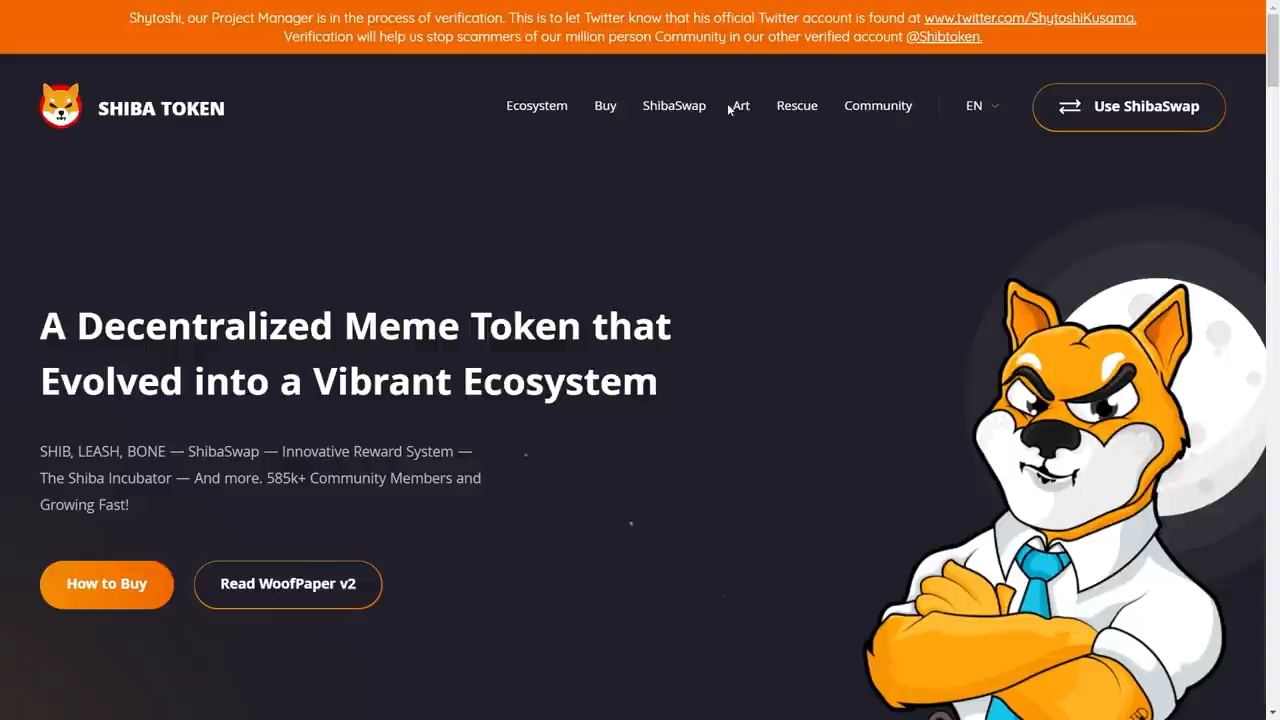 Shytoshi, our Project Manager is in the process of verification. This is to let Twitter know that his official Twitter account is found at www.twitter.com/ShytoshiKusama.
Verification will help us stop scammers of our million person Community in our other verified account @Shibtoken.
SHIBA TOKEN
Ecosystem Buy ShibaSwap Art Rescue Community EN Use ShibaSwap
A Decentralized Meme Token that
Evolved into a Vibrant Ecosystem
SHIB, LEASH, BONE — ShibaSwap — Innovative Reward System —
The Shiba Incubator — And more. 585k+ Community Members and
Growing Fast!
How to Buy Read WoofPaper v2